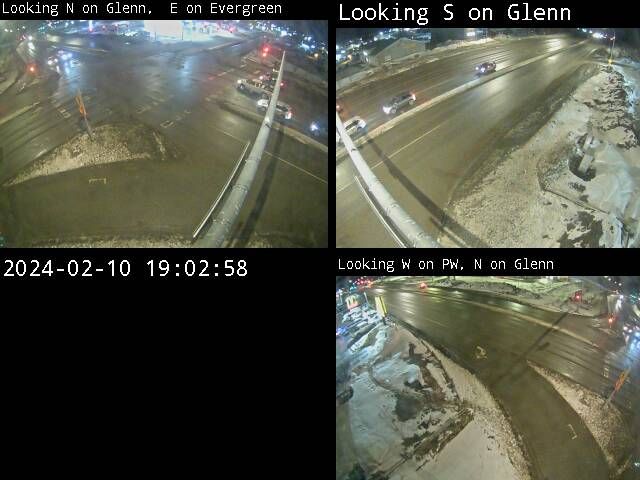 Looking N on Glenn,  E on Evergreen
Looking S on Glenn
2024-02-10 19:02:58
Looking W on PW, N on Glenn